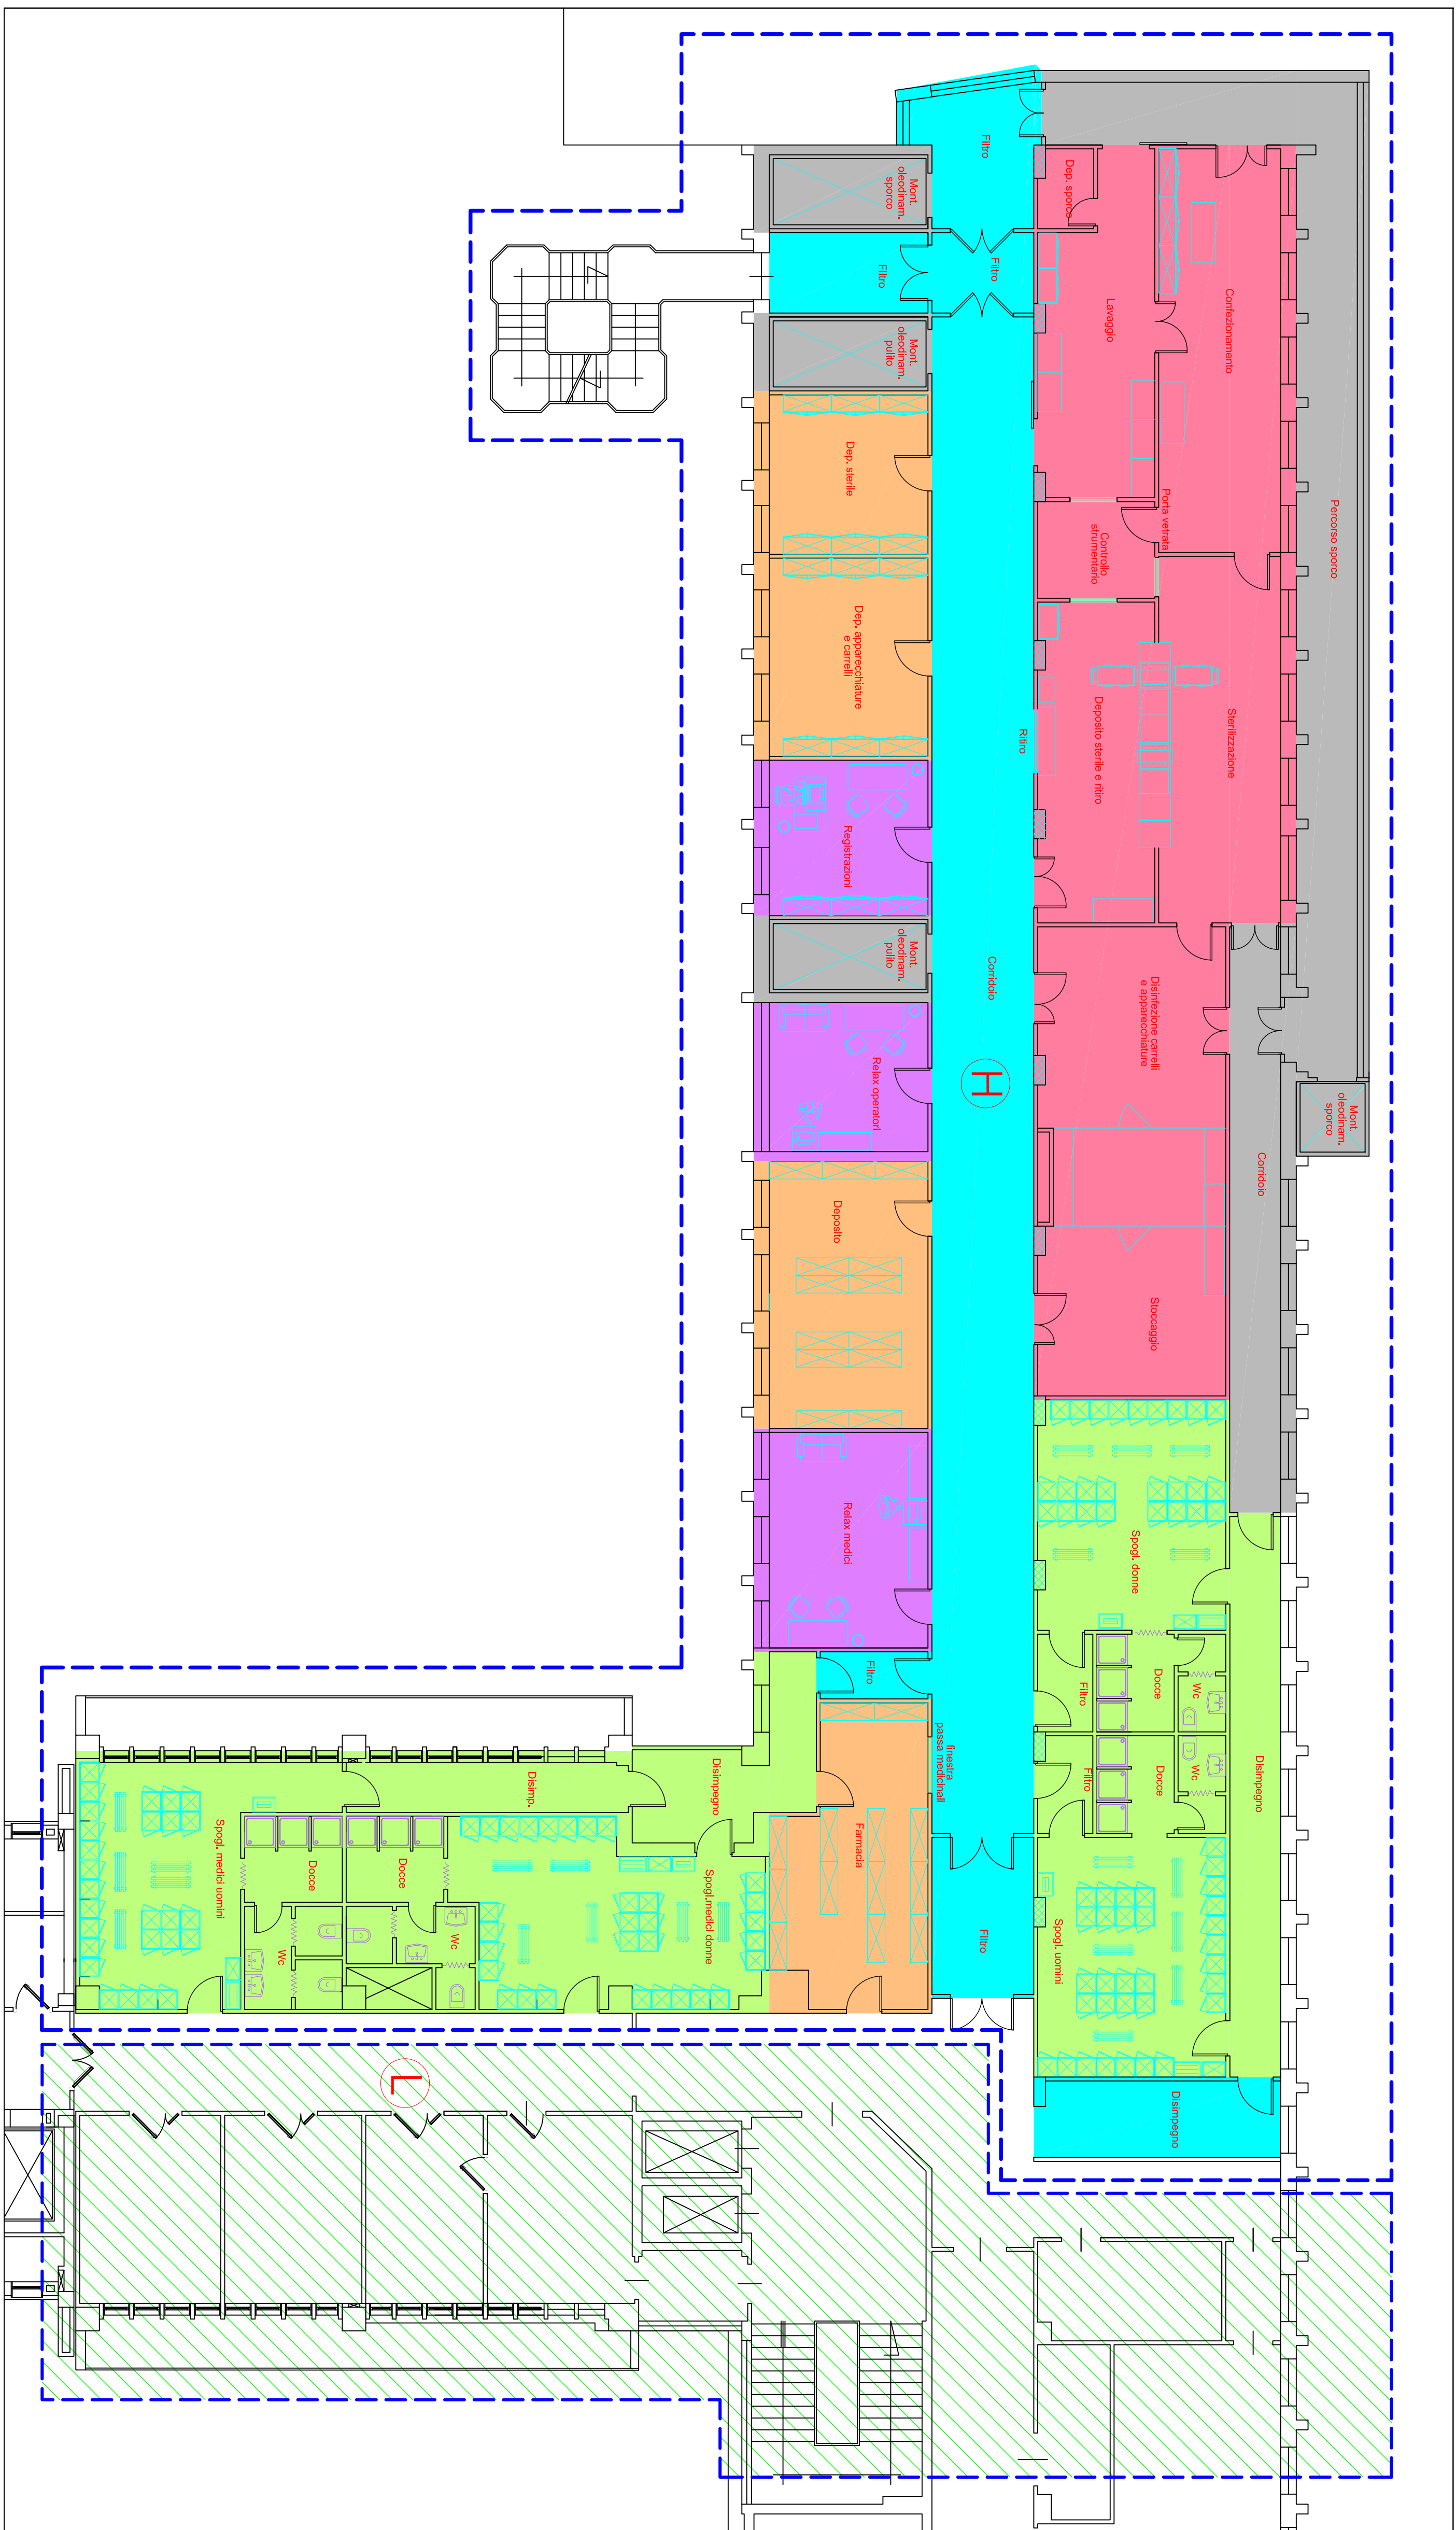 Percorso sporco
Mont.
oleodinam.
sporco
Corridoio
Disimpegno
Confezionamento
Sterilizzazione
Porta vetrata
Disinfezione carrelli
e apparecchiature
Stoccaggio
Wc
Wc
Docce
Docce
Spogl. donne
Disimpegno
Lavaggio
Controllo
strumentario
Deposito sterile e ritiro
Dep. sporco
Filtro
Filtro
Spogl. uomini
Ritiro
Filtro
Filtro
Corridoio
H
Filtro
finestra
passa medicinali
Mont.
oleodinam.
sporco
Filtro
Mont.
oleodinam.
pulito
Dep. sterile
Dep. apparecchiature
e carrelli
Registrazioni
Mont.
oleodinam.
pulito
Relax operatori
Deposito
Relax medici
Filtro
Farmacia
Disimpegno
Spogl.medici donne
Disimp.
Wc
Docce
Docce
Wc
Spogl. medici uomini
L